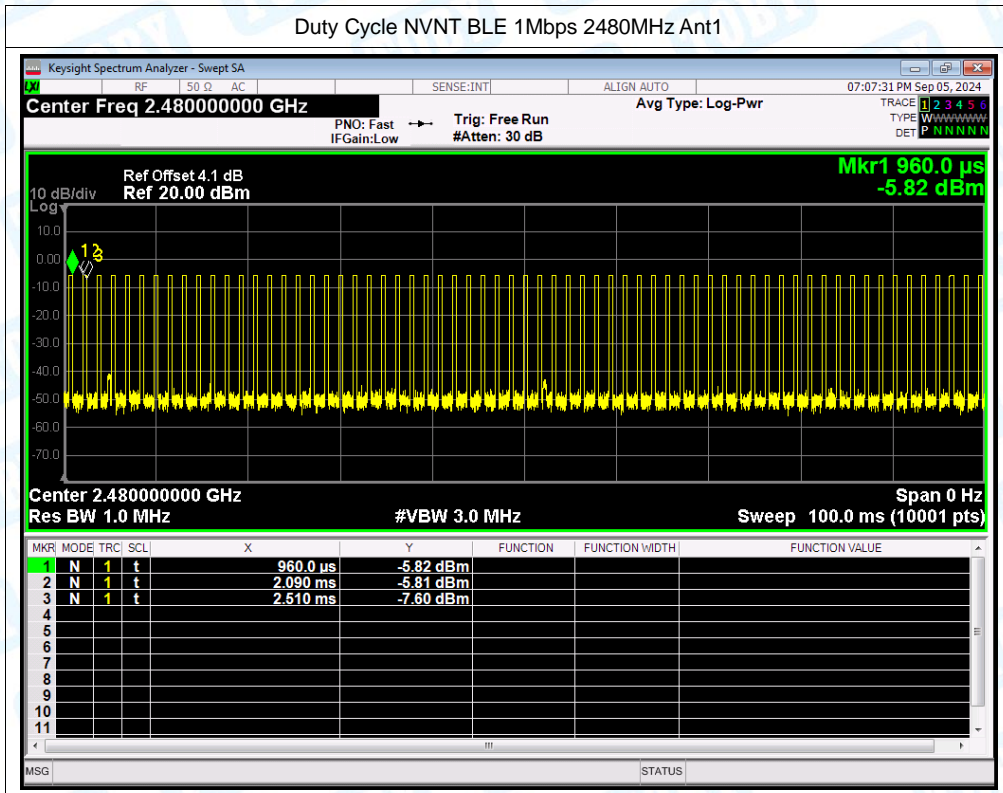 Duty Cycle NVNT BLE 1Mbps 2480MHz Ant1
Keysight Spectrum Analyzer - Swept SA
LXI RF 50 Ω AC SENSE:INT ALIGN AUTO 07:07:31 PM Sep 05, 2024
Center Freq 2.480000000 GHz Avg Type: Log-Pwr TRACE 1 2 3 4 5 6
PNO: Fast Trig: Free Run TYPE WWWWWW
IFGain:Low #Atten: 30 dB DET P N N N N N
Mkr1 960.0 µs
Ref Offset 4.1 dB
10 dB/div Ref 20.00 dBm -5.82 dBm
Log
10.0
0.00
-10.0
-20.0
-30.0
-40.0
-50.0
-60.0
-70.0
1 2 3
Center 2.480000000 GHz Span 0 Hz
Res BW 1.0 MHz #VBW 3.0 MHz Sweep 100.0 ms (10001 pts)
MKR MODE TRC SCL X Y FUNCTION FUNCTION WIDTH FUNCTION VALUE
1 N 1 t 960.0 µs -5.82 dBm
2 N 1 t 2.090 ms -5.81 dBm
3 N 1 t 2.510 ms -7.60 dBm
4
5
6
7
8
9
10
11
MSG STATUS